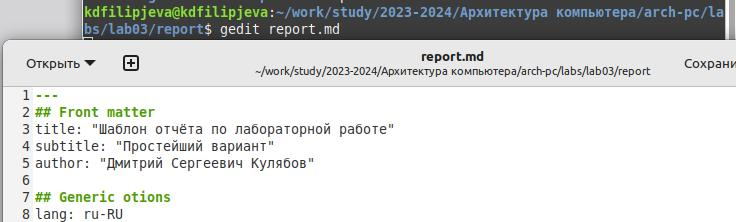 kdfilipjeva@kdfilipjeva:~/work/study/2023-2024/Архитектура компьютера/arch-pc/la
bs/lab03/report$ gedit report.md
Открыть
report.md
~/work/study/2023-2024/Архитектура компьютера/arch-pc/labs/lab03/report
Сохрани
1 ---
2 ## Front matter
3 title: "Шаблон отчёта по лабораторной работе"
4 subtitle: "Простейший вариант"
5 author: "Дмитрий Сергеевич Кулябов"
6
7 ## Generic otions
8 lang: ru-RU